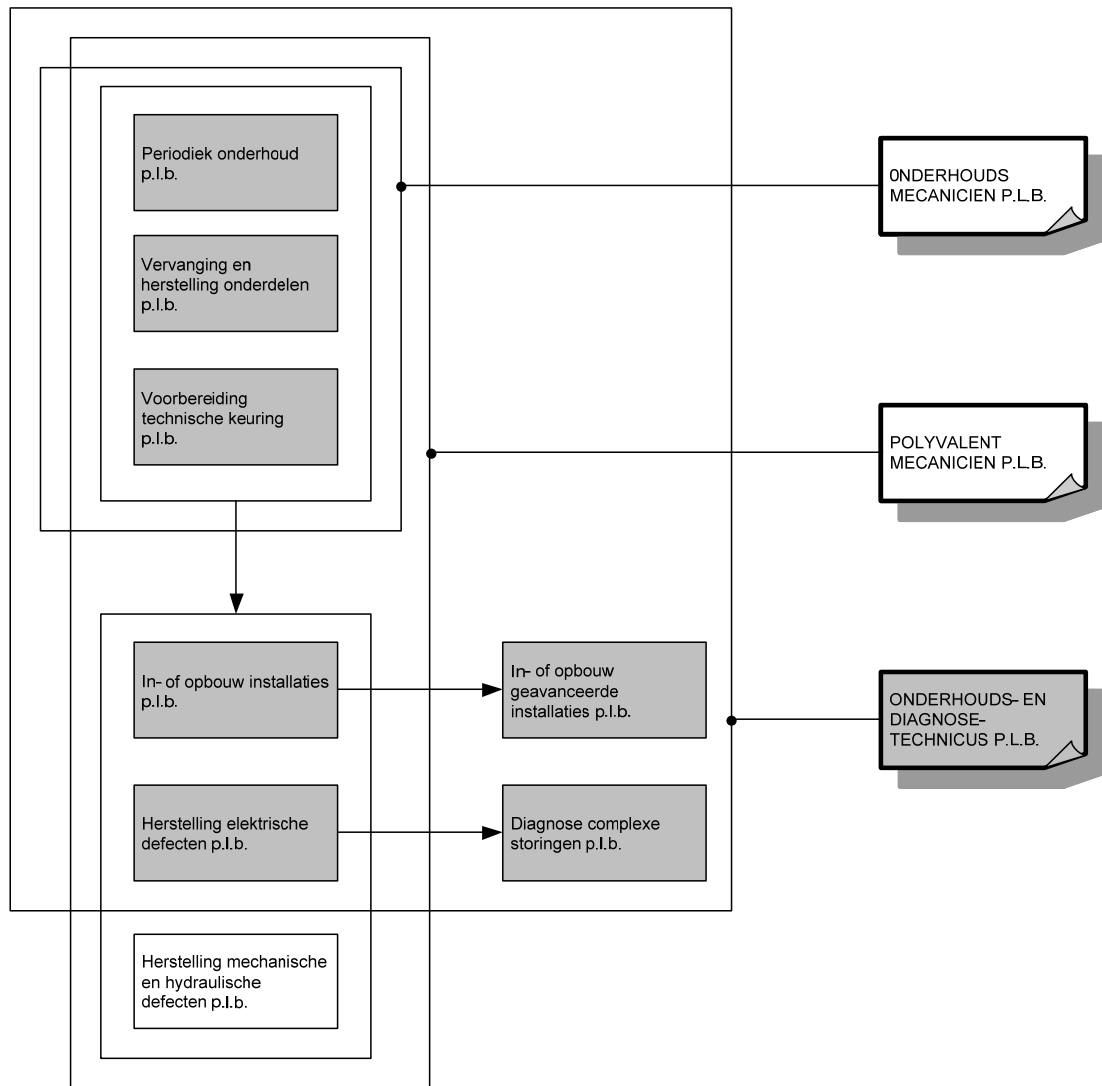 Periodiek onderhoud
p.l.b.
0NDERHOUDS
MECANICIEN P.L.B.
Vervanging en
herstelling onderdelen
p.l.b.
Voorbereiding
technische keuring
p.l.b.
POLYVALENT
MECANICIEN P.L.B.
In- of opbouw installaties
p.l.b.
In- of opbouw
geavanceerde
installaties p.l.b.
ONDERHOUDS- EN
DIAGNOSE-
TECHNICUS P.L.B.
Herstelling elektrische
defecten p.l.b.
Diagnose complexe
storingen p.l.b.
Herstelling mechanische
en hydraulische
defecten p.l.b.